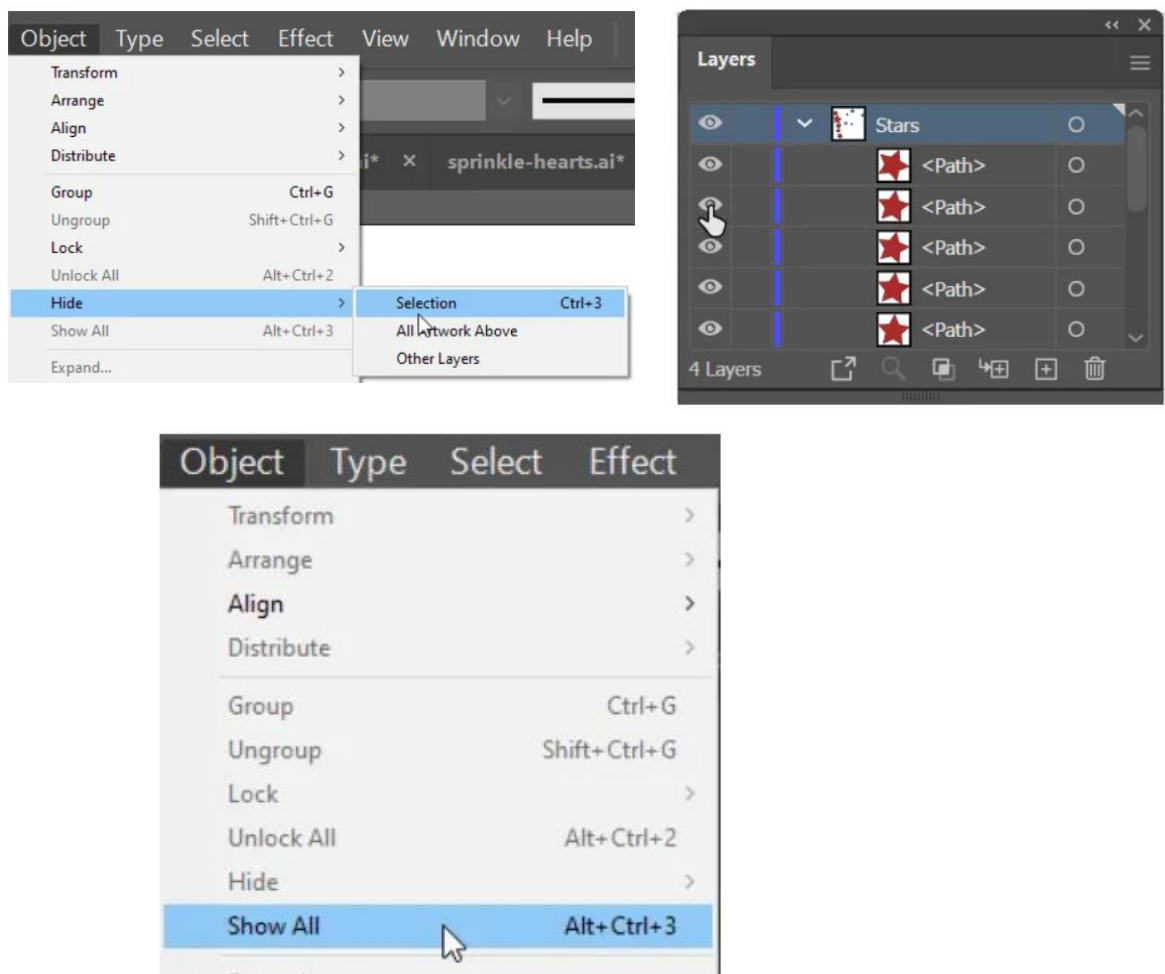 Object Type Select Effect View Window Help
Transform
Arrange
Align
Distribute
ai* × sprinkle-hearts.ai*
Group Ctrl+G
Ungroup Shift+Ctrl+G
Lock
Unlock All Alt+Ctrl+2
Hide
Selection Ctrl+3
Show All Alt+Ctrl+3
All Artwork Above
Other Layers
Expand...
Layers
Stars
<Path>
<Path>
<Path>
<Path>
<Path>
4 Layers
Object Type Select Effect
Transform
Arrange
Align
Distribute
Group Ctrl+G
Ungroup Shift+Ctrl+G
Lock
Unlock All Alt+Ctrl+2
Hide
Show All Alt+Ctrl+3